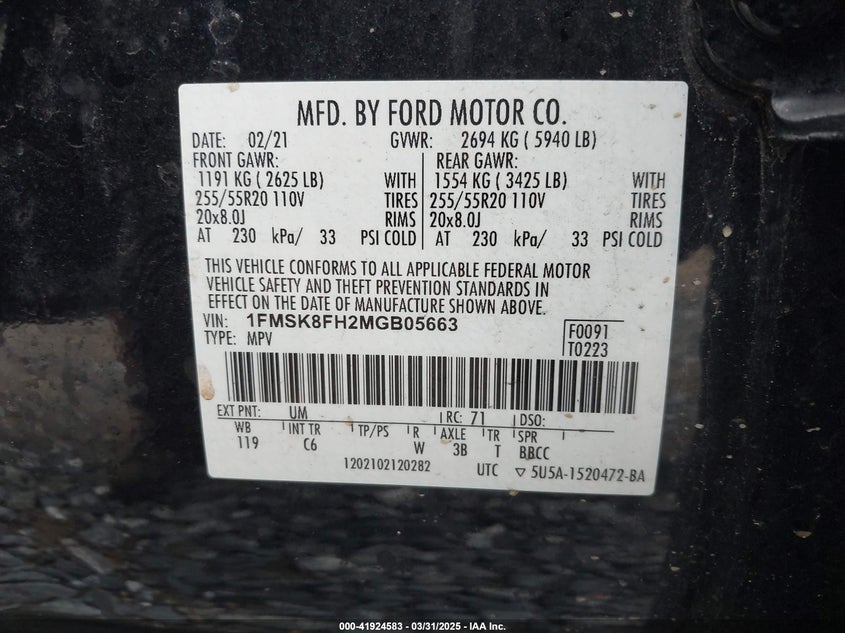 MFD. BY FORD MOTOR CO.
DATE: 02/21 GVWR: 2694 KG ( 5940 LB)
FRONT GAWR: REAR GAWR:
1191 KG ( 2625 LB) WITH 1554 KG ( 3425 LB) WITH
255/55R20 110V TIRES 255/55R20 110V TIRES
20x8.0J RIMS 20x8.0J RIMS
AT 230 kPa/ 33 PSI COLD AT 230 kPa/ 33 PSI COLD
THIS VEHICLE CONFORMS TO ALL APPLICABLE FEDERAL MOTOR
VEHICLE SAFETY AND THEFT PREVENTION STANDARDS IN
EFFECT ON THE DATE OF MANUFACTURE SHOWN ABOVE.
VIN: 1FMSK8FH2MGB05663 F0091
TYPE: MPV T0223
EXT PNT: UM RC: 71 DSO:
WB INT TR TP/PS R AXLE TR SPR
119 C6 W 3B T BBCC
1202102120282 UTC ▽ 5U5A-1520472-BA
000-41924583 - 03/31/2025 - IAA Inc.